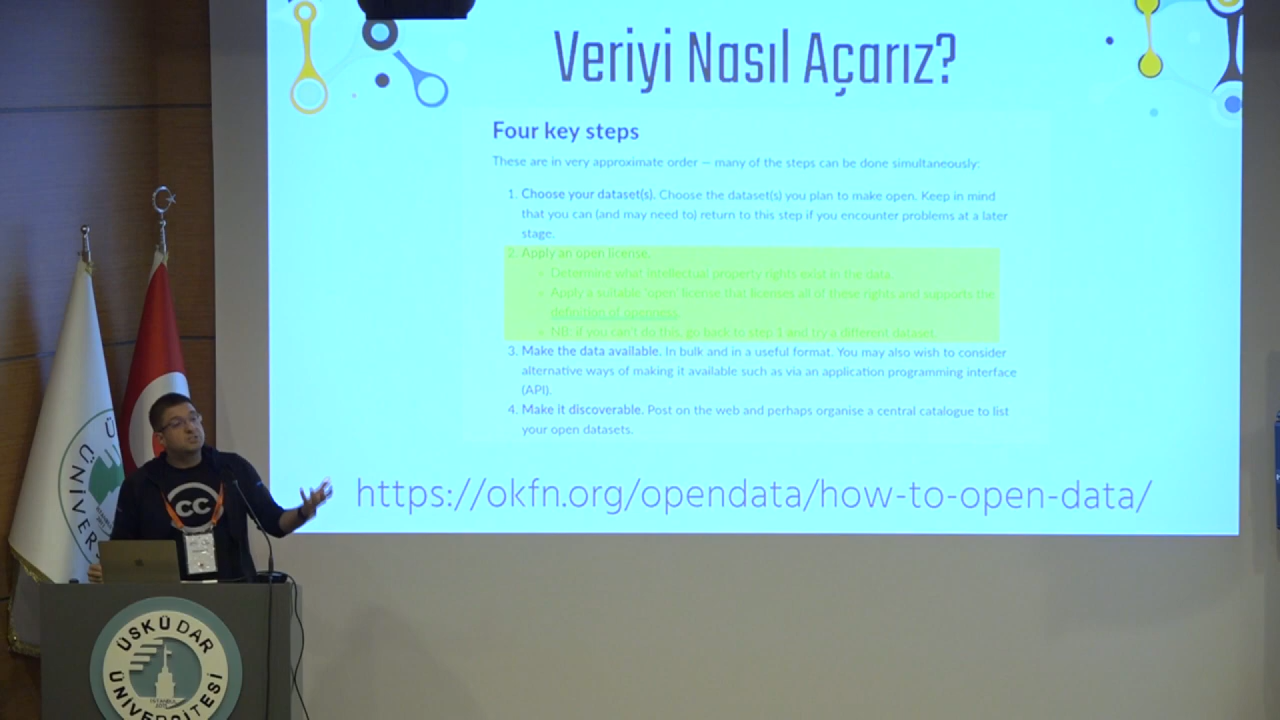 Veriyi Nasıl Açarız?
Four key steps
These are in very approximate order — many of the steps can be done simultaneously:
1. Choose your dataset(s). Choose the dataset(s) you plan to make open. Keep in mind
that you can (and may need to) return to this step if you encounter problems at a later
stage.
2. Apply an open license.
Determine what intellectual property rights exist in the data.
Apply a suitable 'open' license that licenses all of these rights and supports the
definition of openness
NB: if you can't do this, go back to step 1 and try a different dataset.
3. Make the data available. In bulk and in a useful format. You may also wish to consider
alternative ways of making it available such as via an application programming interface
(API).
4. Make it discoverable. Post on the web and perhaps organise a central catalogue to list
your open datasets.
https://okfn.org/opendata/how-to-open-data/
CC
ÜSKÜDAR
ÜNİVERSİTESİ
İSTANBUL